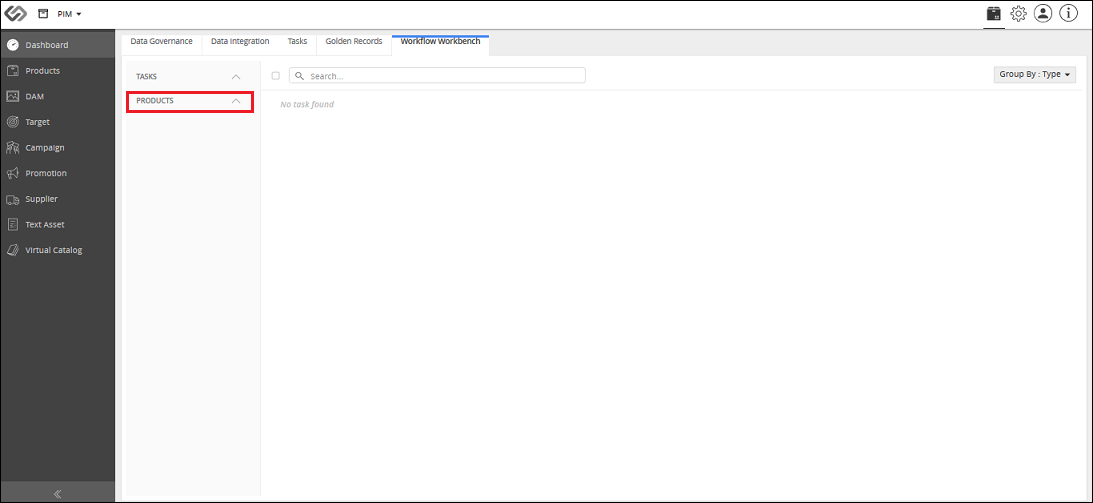 PIM
Data Governance
Data Integration
Tasks
Golden Records
Workflow Workbench
Dashboard
Products
DAM
Target
Campaign
Promotion
Supplier
Text Asset
Virtual Catalog
TASKS
PRODUCTS
Search...
Group By : Type
No task found